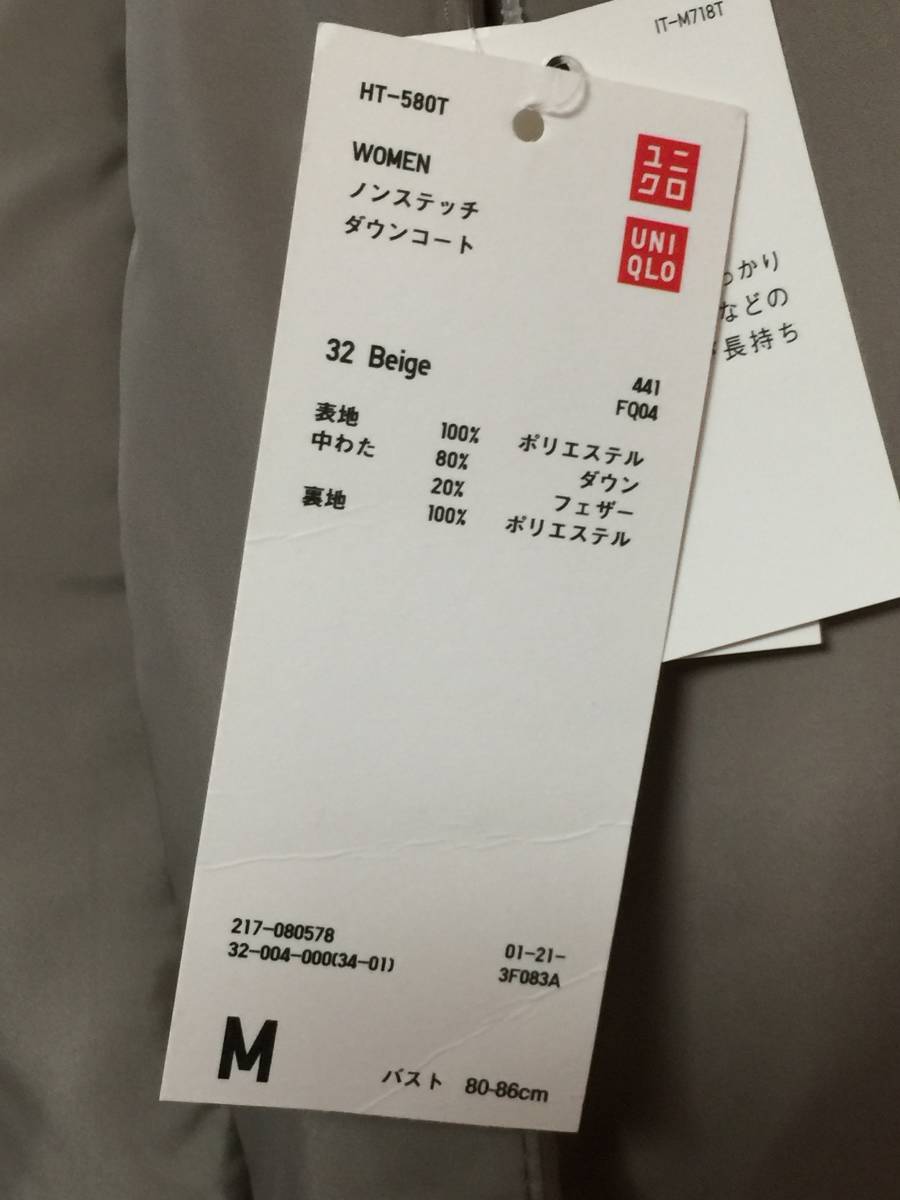 IT-M718T
HT-580T
WOMEN
ノンステッチ
ダウンコート
ユニ
クロ
UNI
QLO
かり
などの
長持ち
32 Beige
441
FQ04
表地 100% ポリエステル
中わた 80% ダウン
20% フェザー
裏地 100% ポリエステル
217-080578
32-004-000(34-01)
01-21-
3F083A
M
バスト 80-86cm